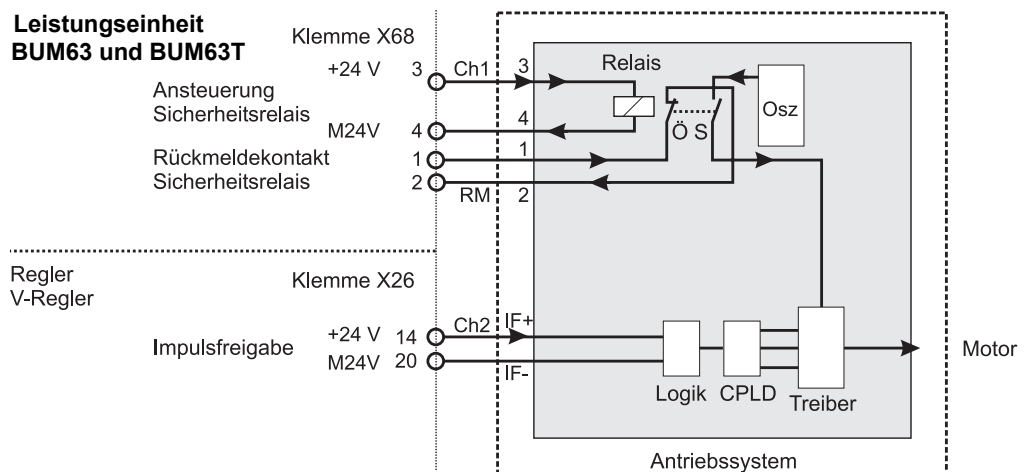 Leistungseinheit
BUM63 und BUM63T
Klemme X68
+24 V 3 Ch1 3
Relais
Ansteuerung
Sicherheitsrelais
Osz
M24V 4 4
Ö S
Rückmeldekontakt
Sicherheitsrelais
1 1
2 RM 2
Regler
V-Regler
Klemme X26
Impulsfreigabe
+24 V 14 Ch2 IF+
M24V 20 IF-
Motor
Logik CPLD Treiber
Antriebssystem